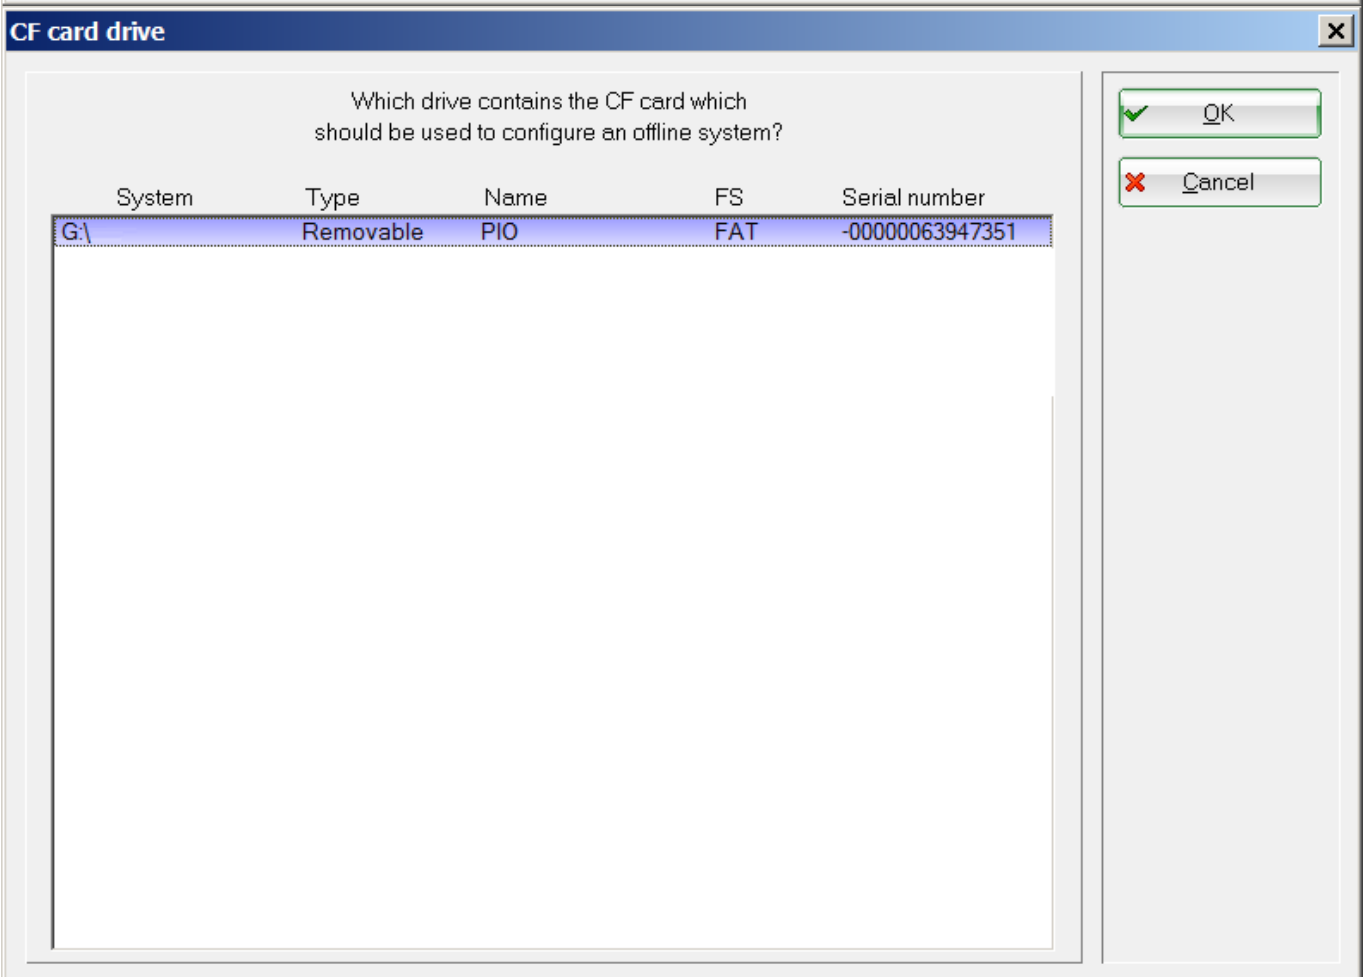 CF card drive
Which drive contains the CF card which
should be used to configure an offline system?
System Type Name FS Serial number
G:\ Removable PIO FAT -00000063947351
OK
Cancel